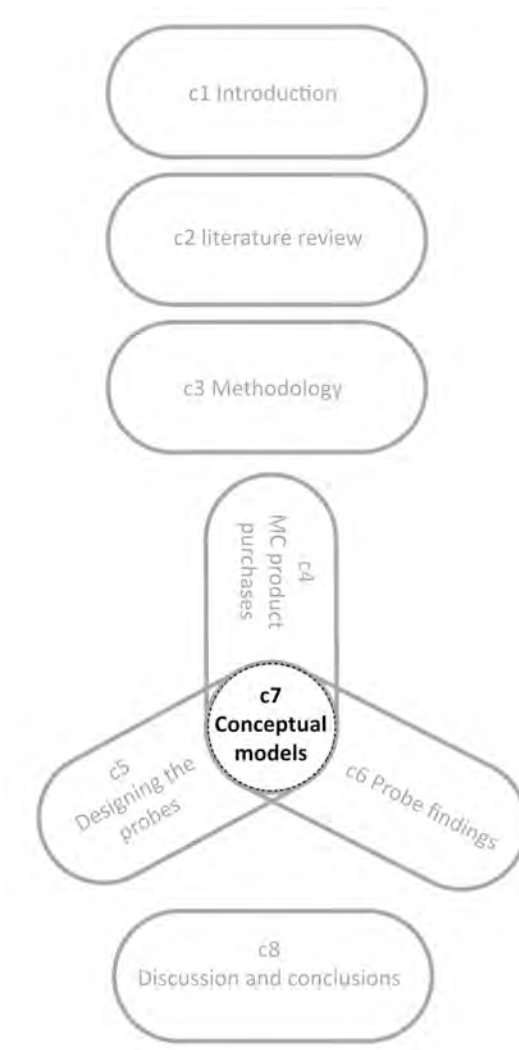 c1 Introduction
c2 literature review
c3 Methodology
c4
MC product
purchases
c7
Conceptual
models
c5
Designing the
probes
c6 Probe findings
c8
Discussion and conclusions